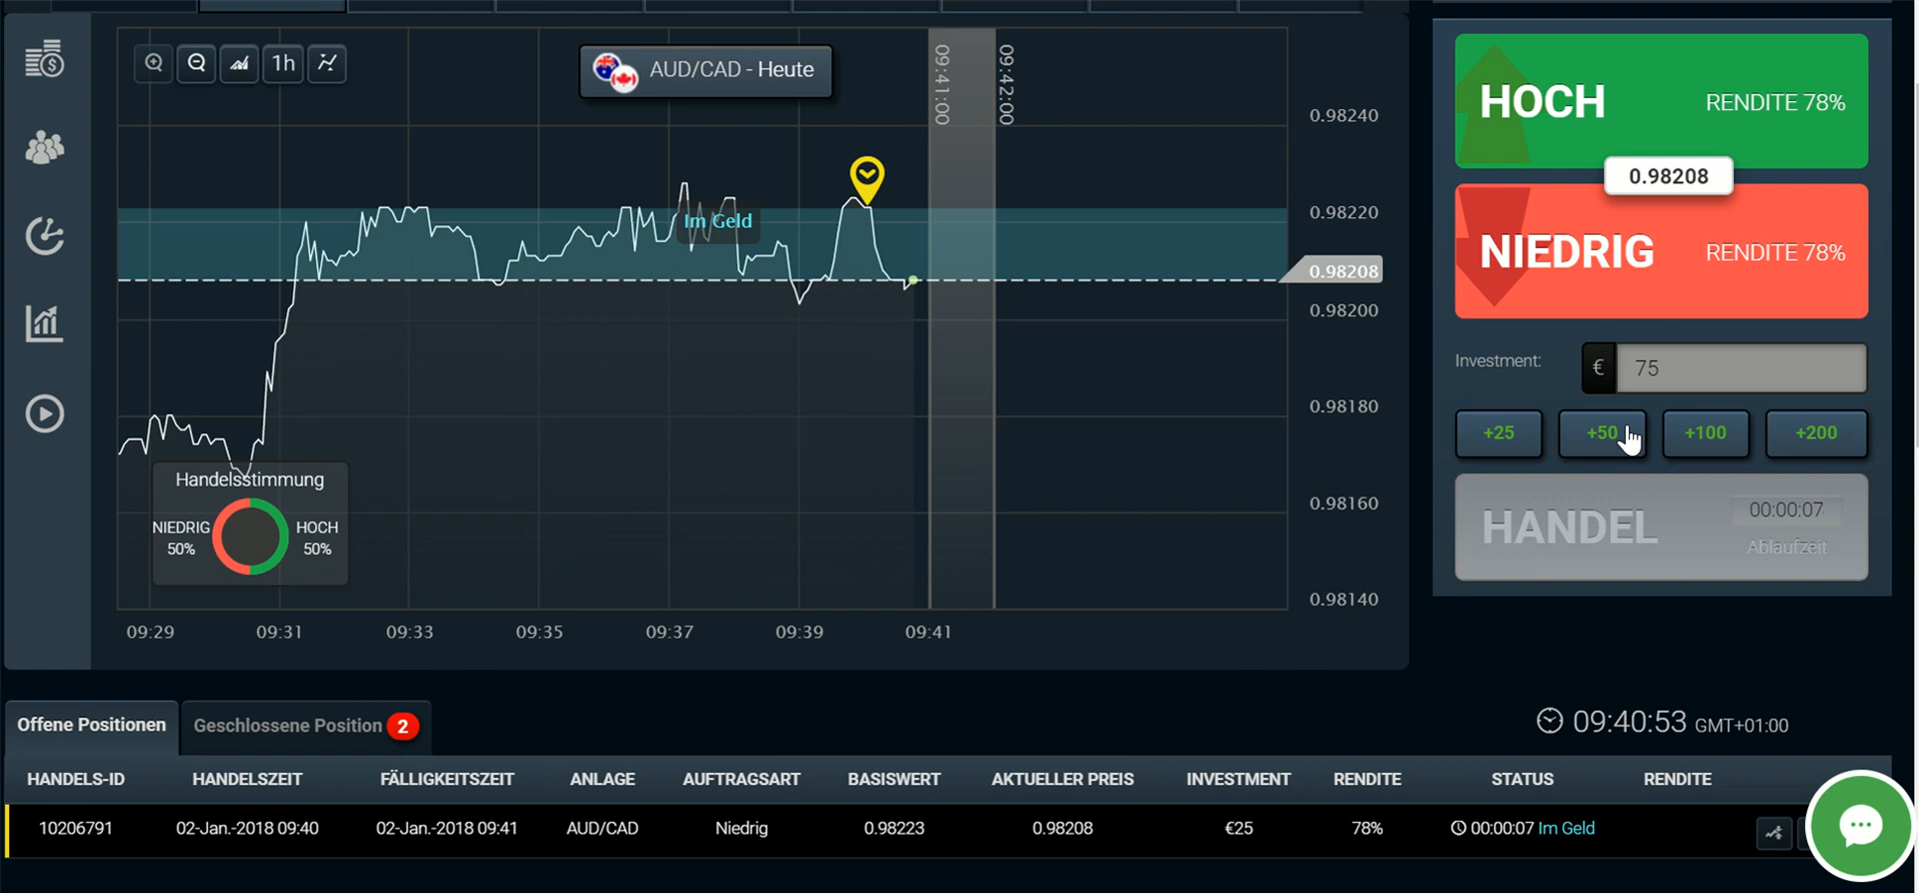 1h
AUD/CAD - Heute
09:41:00
09:42:00
0.98240
0.98220
0.98208
0.98200
0.98180
0.98160
0.98140
Im Geld
Handelsstimmung
NIEDRIG
50%
HOCH
50%
09:29
09:31
09:33
09:35
09:37
09:39
09:41
HOCH
RENDITE 78%
0.98208
NIEDRIG
RENDITE 78%
Investment:
€
75
+25
+50
+100
+200
HANDEL
00:00:07
Ablaufzeit
Offene Positionen
Geschlossene Position 2
09:40:53 GMT+01:00
HANDELS-ID HANDELSZEIT FÄLLIGKEITSZEIT ANLAGE AUFTRAGSART BASISWERT AKTUELLER PREIS INVESTMENT RENDITE STATUS RENDITE
10206791 02-Jan.-2018 09:40 02-Jan.-2018 09:41 AUD/CAD Niedrig 0.98223 0.98208 €25 78% 00:00:07 Im Geld